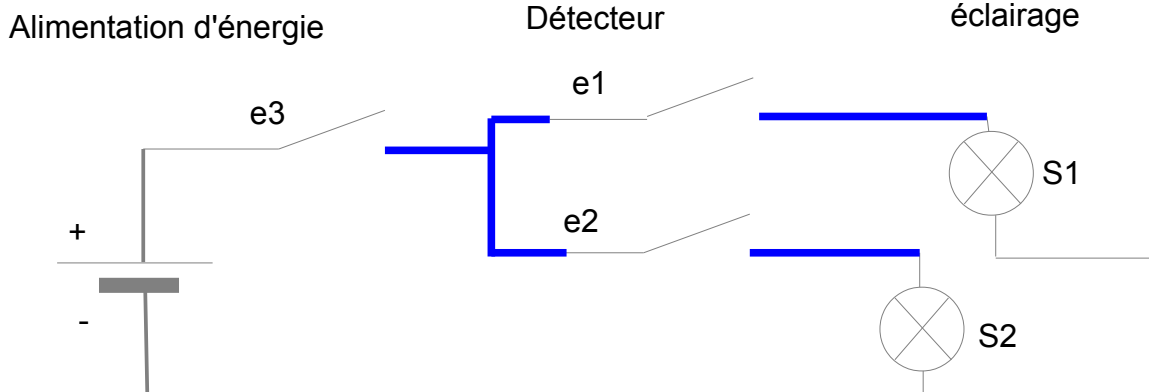 Alimentation d'énergie
Détecteur
éclairage
e3
e1
e2
S1
S2
+
-